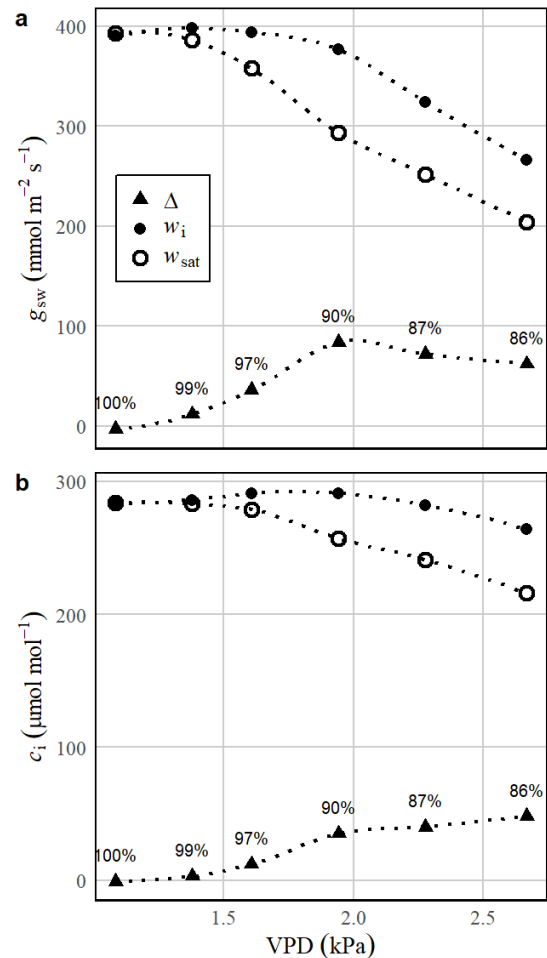 a
400
300
200
100
0
g_sw (mmol m⁻² s⁻¹)
Δ
w_i
w_sat
100%
99%
97%
90%
87%
86%
b
300
200
100
0
c_i (μmol mol⁻¹)
100%
99%
97%
90%
87%
86%
1.5 2.0 2.5
VPD (kPa)